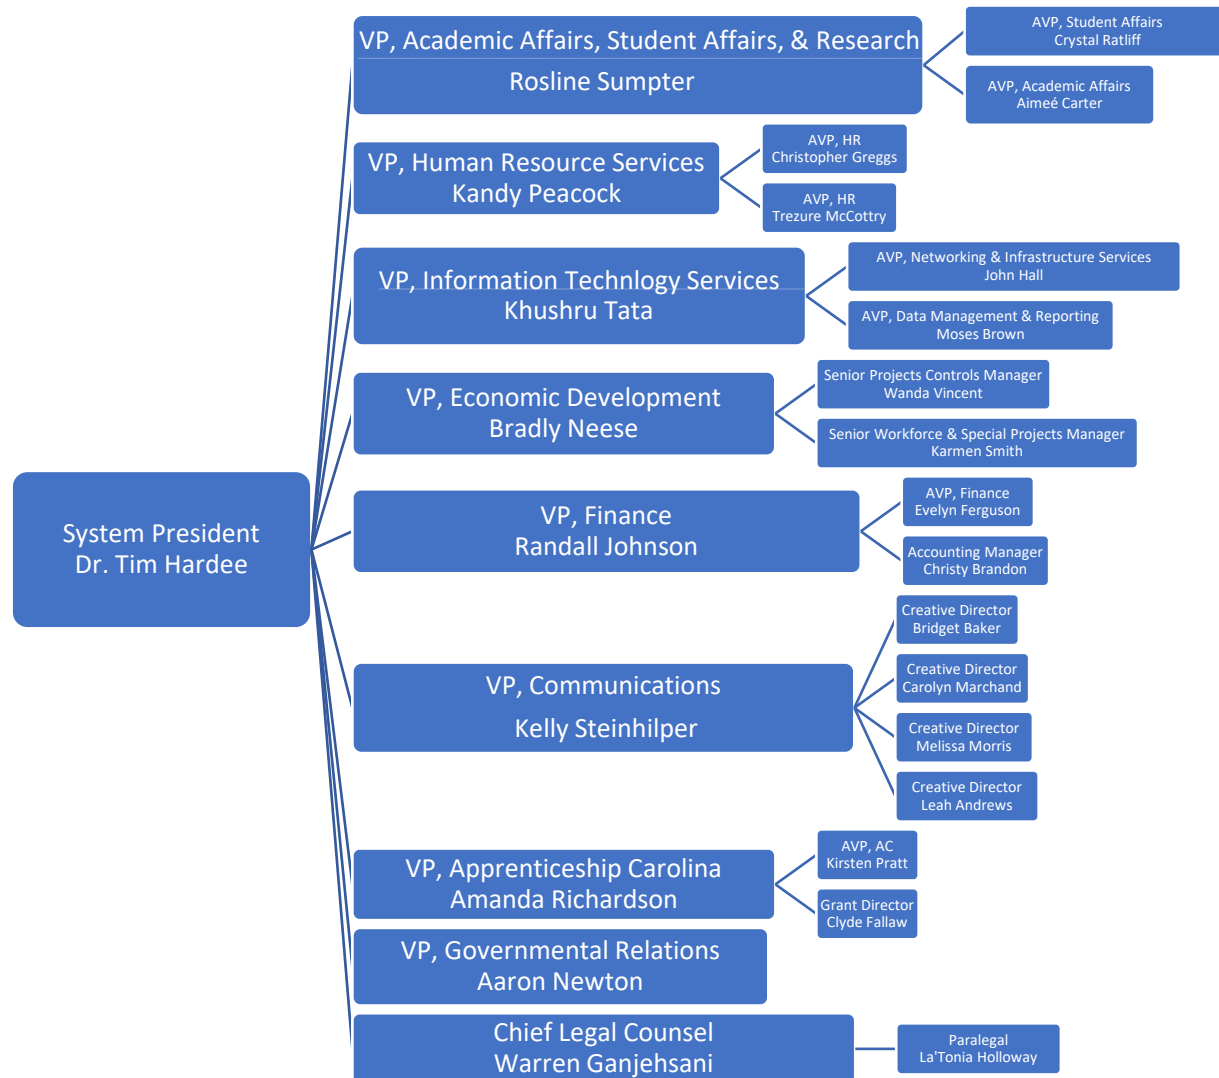 System President
Dr. Tim Hardee
VP, Academic Affairs, Student Affairs, & Research
Rosline Sumpter
AVP, Student Affairs
Crystal Ratliff
AVP, Academic Affairs
Aimeé Carter
VP, Human Resource Services
Kandy Peacock
AVP, HR
Christopher Greggs
AVP, HR
Trezure McCottry
VP, Information Technlogy Services
Khushru Tata
AVP, Networking & Infrastructure Services
John Hall
AVP, Data Management & Reporting
Moses Brown
VP, Economic Development
Bradly Neese
Senior Projects Controls Manager
Wanda Vincent
Senior Workforce & Special Projects Manager
Karmen Smith
VP, Finance
Randall Johnson
AVP, Finance
Evelyn Ferguson
Accounting Manager
Christy Brandon
VP, Communications
Kelly Steinhilper
Creative Director
Bridget Baker
Creative Director
Carolyn Marchand
Creative Director
Melissa Morris
Creative Director
Leah Andrews
VP, Apprenticeship Carolina
Amanda Richardson
AVP, AC
Kirsten Pratt
Grant Director
Clyde Fallaw
VP, Governmental Relations
Aaron Newton
Chief Legal Counsel
Warren Ganjehsani
Paralegal
La'Tonia Holloway